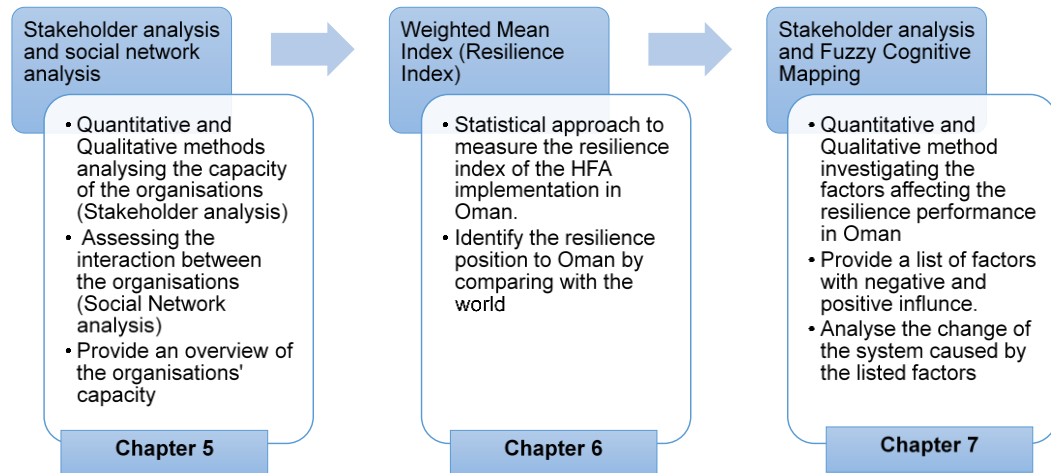 Stakeholder analysis
and social network
analysis
• Quantitative and
Qualitative methods
analysing the capacity
of the organisations
(Stakeholder analysis)
• Assessing the
interaction between
the organisations
(Social Network
analysis)
• Provide an overview of
the organisations'
capacity
Chapter 5
Weighted Mean
Index (Resilience
Index)
• Statistical approach to
measure the resilience
index of the HFA
implementation in
Oman.
• Identify the resilience
position to Oman by
comparing with the
world
Chapter 6
Stakeholder analysis
and Fuzzy Cognitive
Mapping
• Quantitative and
Qualitative method
investigating the
factors affecting the
resilience performance
in Oman
• Provide a list of factors
with negative and
positive influnce.
• Analyse the change of
the system caused by
the listed factors
Chapter 7